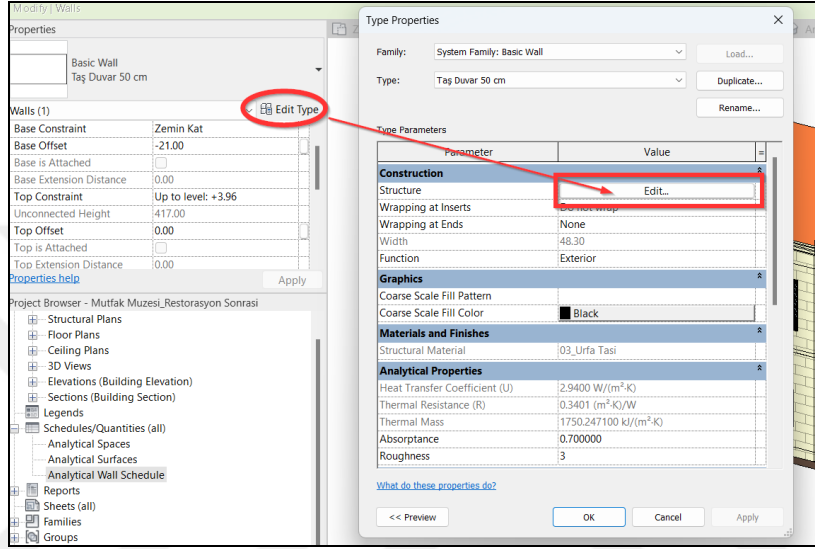 Modify | Walls
Properties
Basic Wall
Taş Duvar 50 cm
Walls (1)
Edit Type
Base Constraint Zemin Kat
Base Offset -21.00
Base is Attached
Base Extension Distance 0.00
Top Constraint Up to level: +3.96
Unconnected Height 417.00
Top Offset 0.00
Top is Attached
Top Extension Distance 0.00
Properties help
Apply
Project Browser - Mutfak Muzesi_Restorasyon Sonrasi
Structural Plans
Floor Plans
Ceiling Plans
3D Views
Elevations (Building Elevation)
Sections (Building Section)
Legends
Schedules/Quantities (all)
Analytical Spaces
Analytical Surfaces
Analytical Wall Schedule
Reports
Sheets (all)
Families
Groups
Type Properties
Family: System Family: Basic Wall
Load...
Type: Taş Duvar 50 cm
Duplicate...
Rename...
Type Parameters
Parameter Value =
Construction
Structure Edit...
Wrapping at Inserts Do not wrap
Wrapping at Ends None
Width 48.30
Function Exterior
Graphics
Coarse Scale Fill Pattern
Coarse Scale Fill Color Black
Materials and Finishes
Structural Material 03_Urfa Tasi
Analytical Properties
Heat Transfer Coefficient (U) 2.9400 W/(m²·K)
Thermal Resistance (R) 0.3401 (m²·K)/W
Thermal Mass 1750.247100 kJ/(m²·K)
Absorptance 0.700000
Roughness 3
What do these properties do?
<< Preview
OK
Cancel
Apply